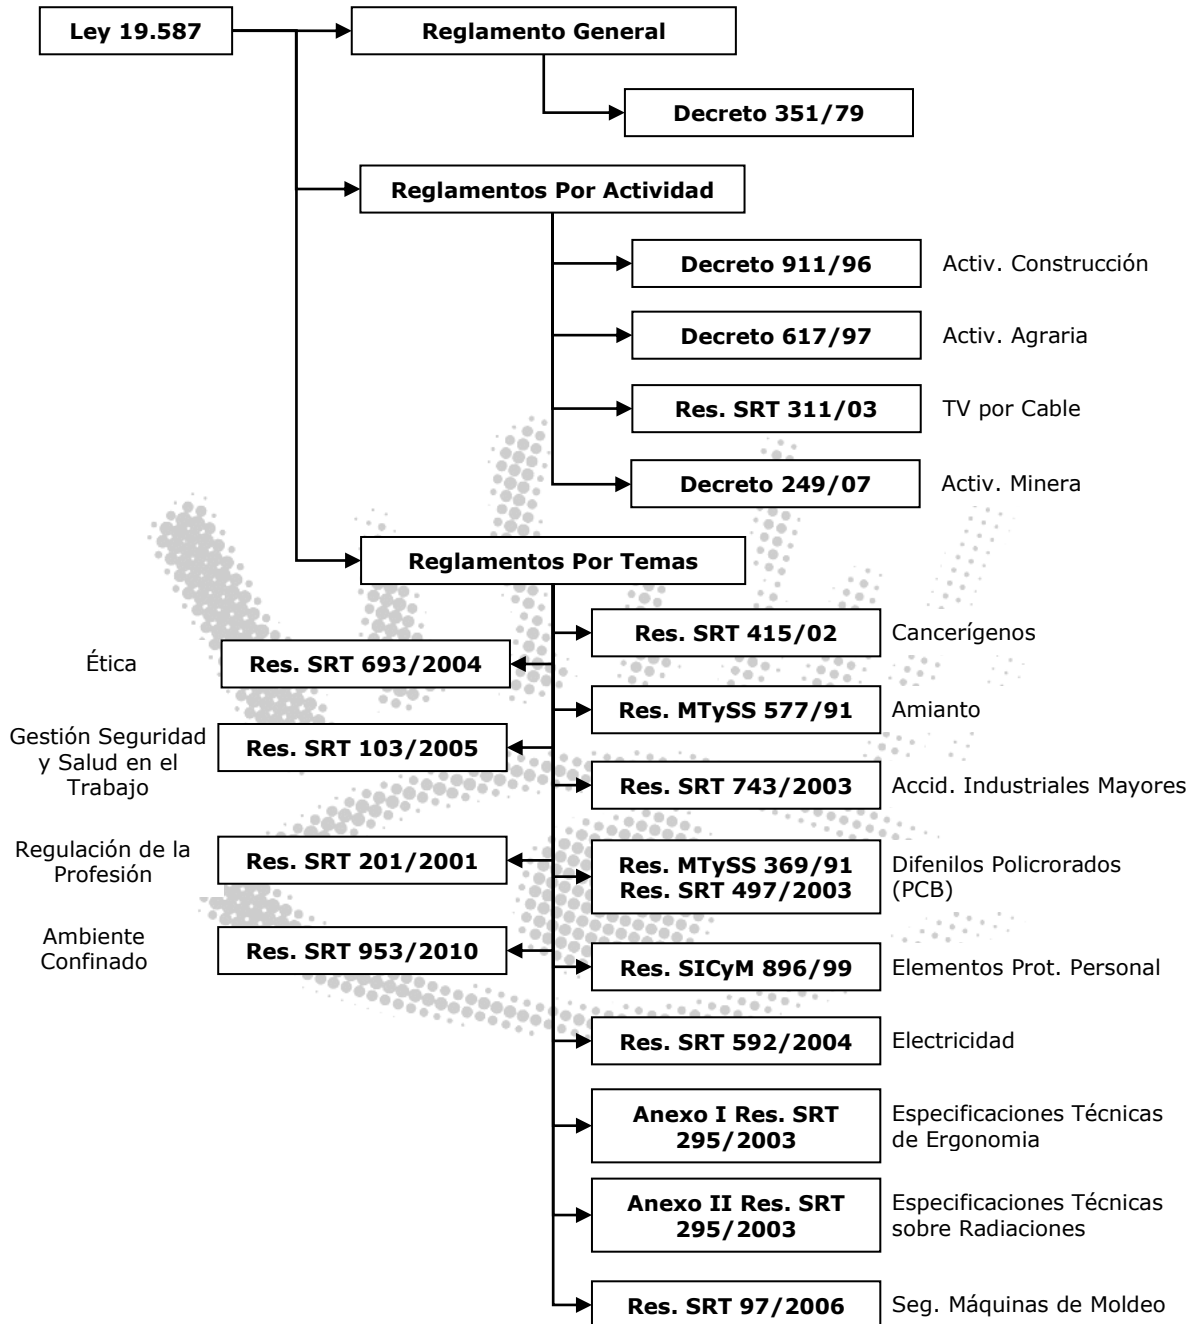 Ley 19.587
Reglamento General
Decreto 351/79
Reglamentos Por Actividad
Decreto 911/96
Activ. Construcción
Decreto 617/97
Activ. Agraria
Res. SRT 311/03
TV por Cable
Decreto 249/07
Activ. Minera
Reglamentos Por Temas
Res. SRT 415/02
Cancerígenos
Ética
Res. SRT 693/2004
Res. MTySS 577/91
Amianto
Gestión Seguridad
y Salud en el
Trabajo
Res. SRT 103/2005
Res. SRT 743/2003
Accid. Industriales Mayores
Regulación de la
Profesión
Res. SRT 201/2001
Res. MTySS 369/91
Res. SRT 497/2003
Difenilos Policrorados
(PCB)
Ambiente
Confinado
Res. SRT 953/2010
Res. SICyM 896/99
Elementos Prot. Personal
Res. SRT 592/2004
Electricidad
Anexo I Res. SRT
295/2003
Especificaciones Técnicas
de Ergonomia
Anexo II Res. SRT
295/2003
Especificaciones Técnicas
sobre Radiaciones
Res. SRT 97/2006
Seg. Máquinas de Moldeo